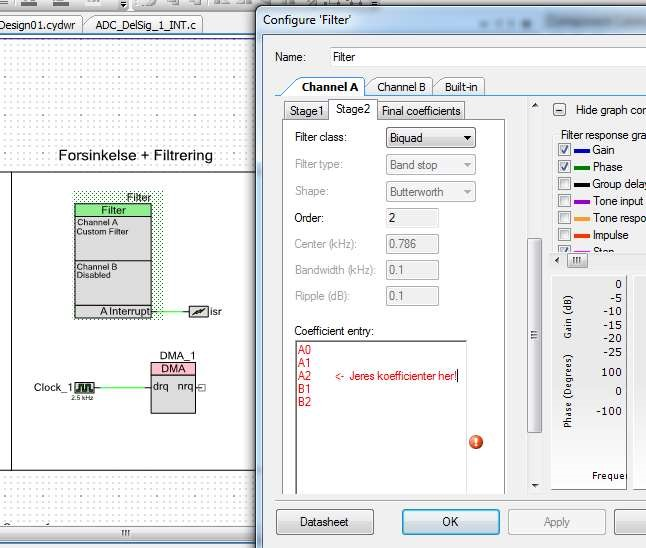 Design01.cydwr
ADC_DelSig_1_INT.c
Forsinkelse + Filtrering
Filter
Filter
Channel A
Custom Filter
Channel B
Disabled
A Interrupt
isr
DMA_1
DMA
Clock_1
drq nrq
2.5 kHz
Configure 'Filter'
Name: Filter
Channel A Channel B Built-in
Stage1 Stage2 Final coefficients
Filter class: Biquad
Filter type: Band stop
Shape: Butterworth
Order: 2
Center (kHz): 0.786
Bandwidth (kHz): 0.1
Ripple (dB): 0.1
Coefficient entry:
A0
A1
A2 <- Jeres koefficienter her!
B1
B2
Hide graph con
Filter response gra
Gain
Phase
Group delay
Tone input
Tone respo
Impulse
Gain (dB)
0
-5
-10
-15
-20
-25
Phase (Degrees)
100
0
-100
Freque
Datasheet OK Apply